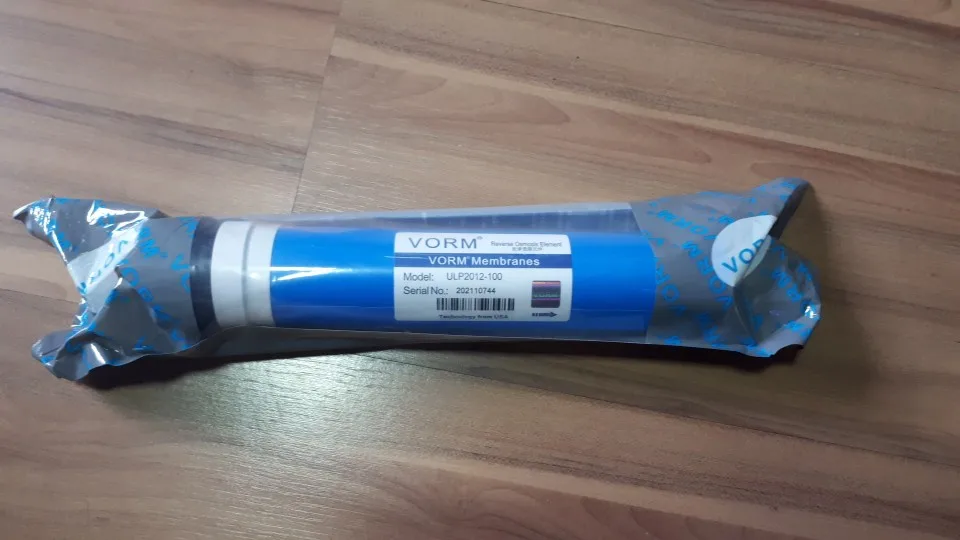 VORM® Reverse Osmosis Element
VORM® Membranes
Model: ULP2012-100
Serial No.: 202110744
Technology from USA
VORM